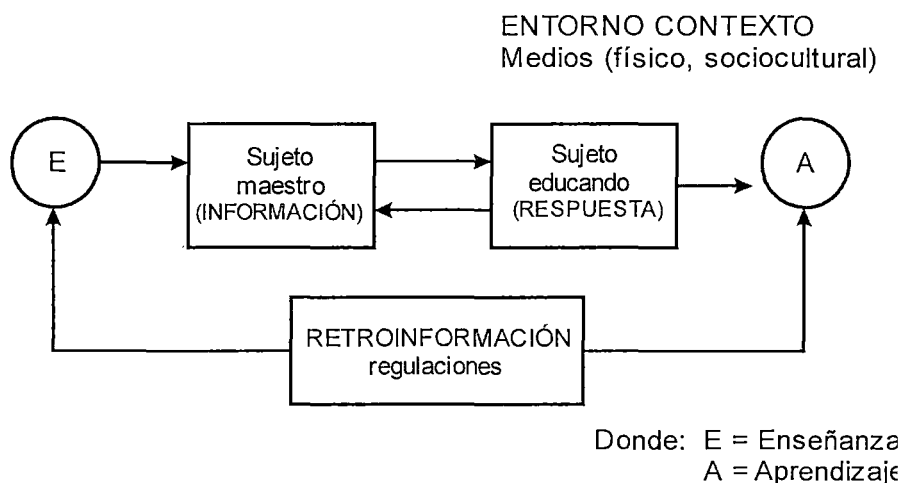 ENTORNO CONTEXTO
Medios (físico, sociocultural)
E
Sujeto
maestro
(INFORMACIÓN)
Sujeto
educando
(RESPUESTA)
A
RETROINFORMACIÓN
regulaciones
Donde: E = Enseñanza
A = Aprendizaje